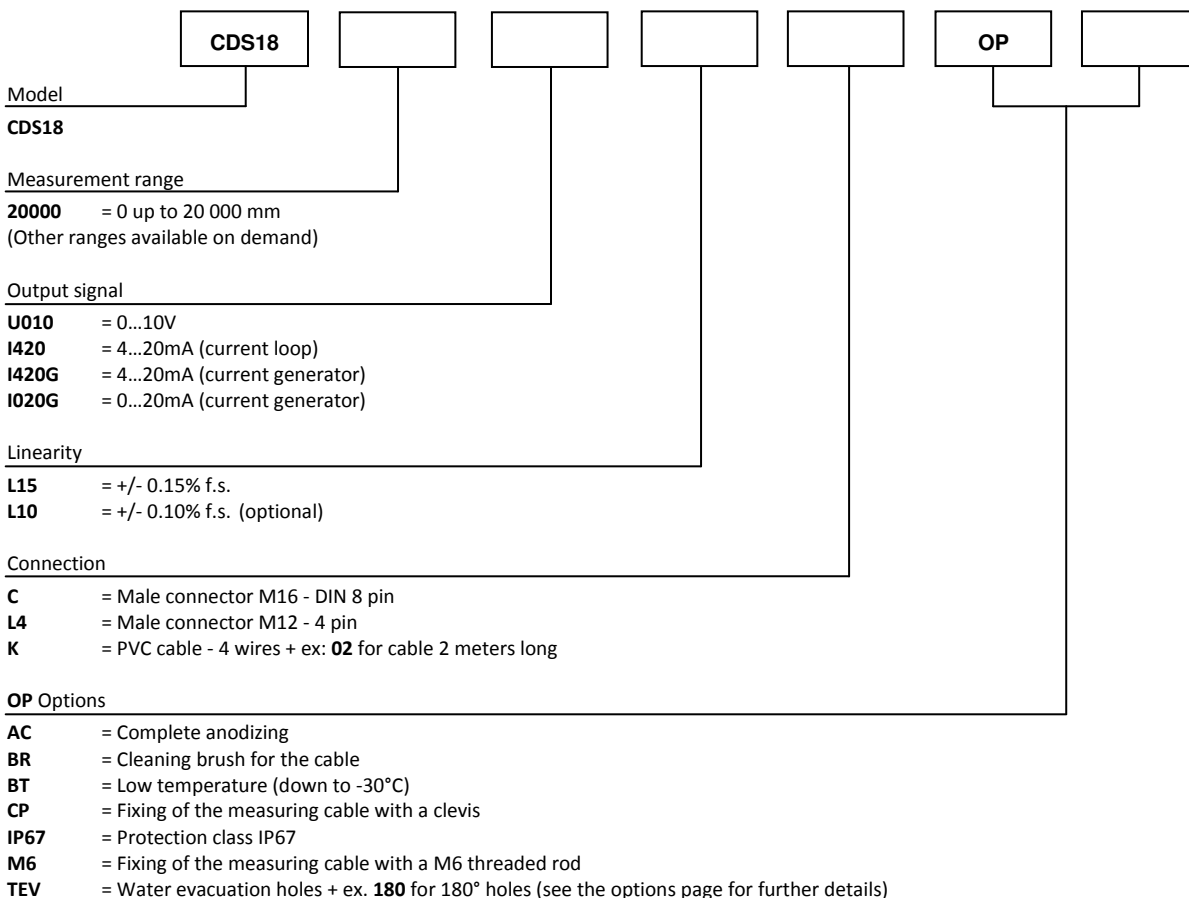 CDS18 OP
Model
CDS18
Measurement range
20000 = 0 up to 20 000 mm
(Other ranges available on demand)
Output signal
U010 = 0...10V
I420 = 4...20mA (current loop)
I420G = 4...20mA (current generator)
I020G = 0...20mA (current generator)
Linearity
L15 = +/- 0.15% f.s.
L10 = +/- 0.10% f.s. (optional)
Connection
C = Male connector M16 - DIN 8 pin
L4 = Male connector M12 - 4 pin
K = PVC cable - 4 wires + ex: 02 for cable 2 meters long
OP Options
AC = Complete anodizing
BR = Cleaning brush for the cable
BT = Low temperature (down to -30°C)
CP = Fixing of the measuring cable with a clevis
IP67 = Protection class IP67
M6 = Fixing of the measuring cable with a M6 threaded rod
TEV = Water evacuation holes + ex. 180 for 180° holes (see the options page for further details)